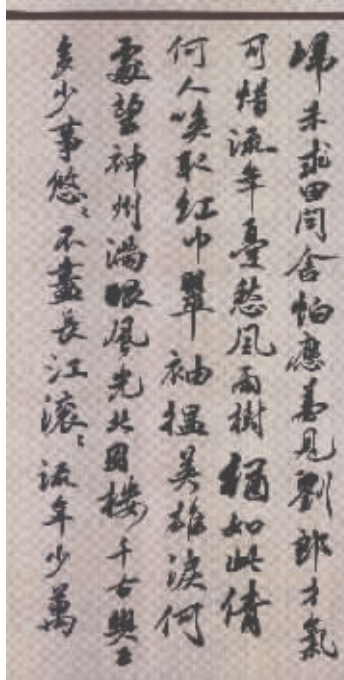 歸未求田問舍怕應羞見劉郎才氣
可惜流年憂愁風雨樹猶如此倩
何人喚取紅巾翠袖揾英雄淚何
處望神州滿眼風光北固樓千古興亡
多少事悠〻不盡長江滾〻流年少萬